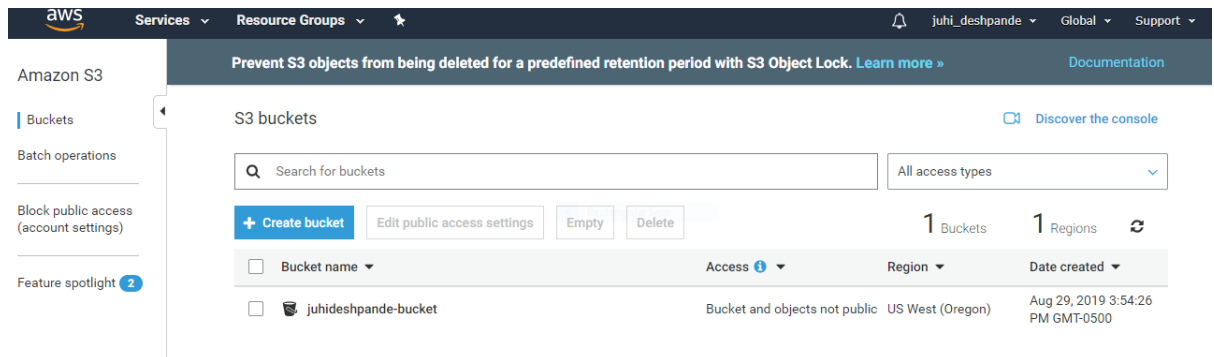 aws Services Resource Groups juhi_deshpande Global Support
Amazon S3
Buckets
Batch operations
Block public access
(account settings)
Feature spotlight 2
Prevent S3 objects from being deleted for a predefined retention period with S3 Object Lock. Learn more » Documentation
S3 buckets Discover the console
Search for buckets All access types
Create bucket Edit public access settings Empty Delete 1 Buckets 1 Regions
Bucket name Access Region Date created
juhideshpande-bucket Bucket and objects not public US West (Oregon) Aug 29, 2019 3:54:26
PM GMT-0500